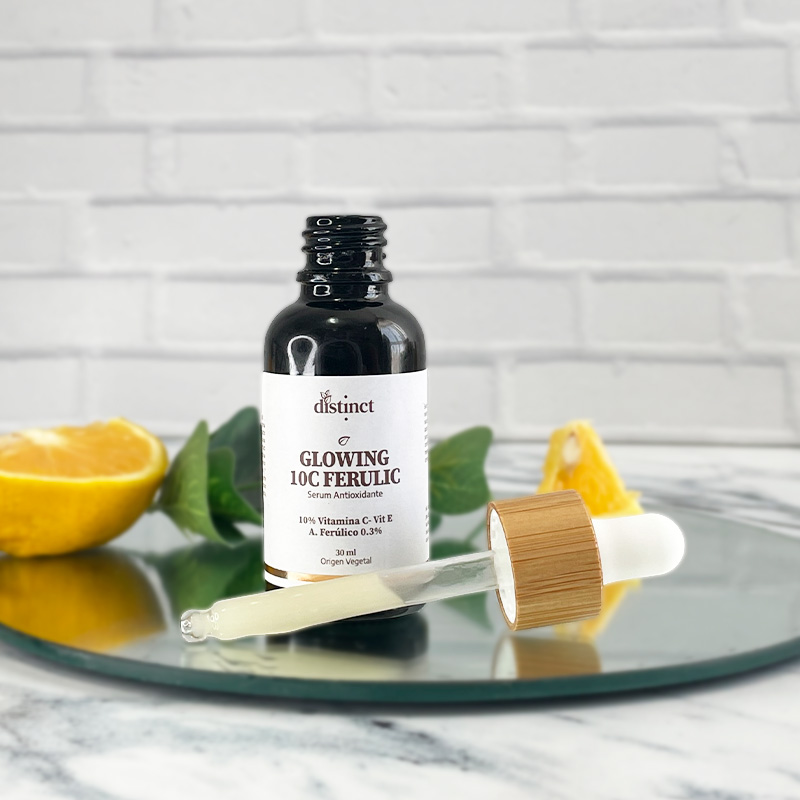 distinct
GLOWING
10C FERULIC
Serum Antioxidante
10% Vitamina C- Vit E
A. Ferúlico 0.3%
30 ml
Origen Vegetal